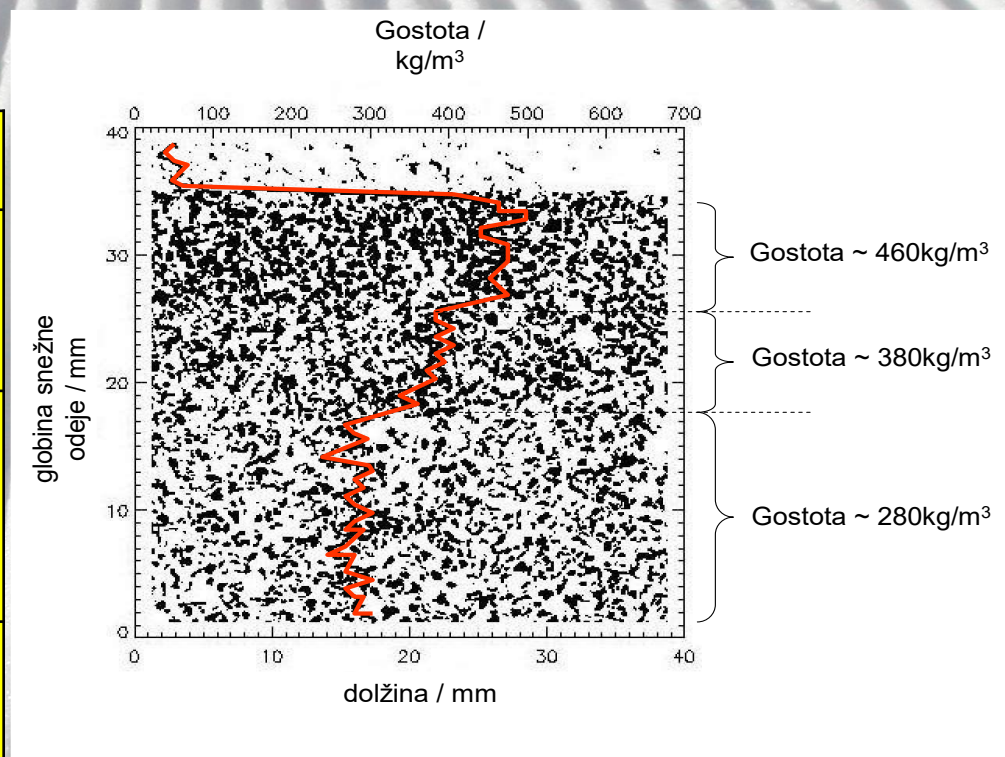 Gostota /
kg/m³
0 100 200 300 400 500 600 700
40
30
20
10
0
globina snežne
odeje / mm
0 10 20 30 40
dolžina / mm
Gostota ~ 460kg/m³
Gostota ~ 380kg/m³
Gostota ~ 280kg/m³